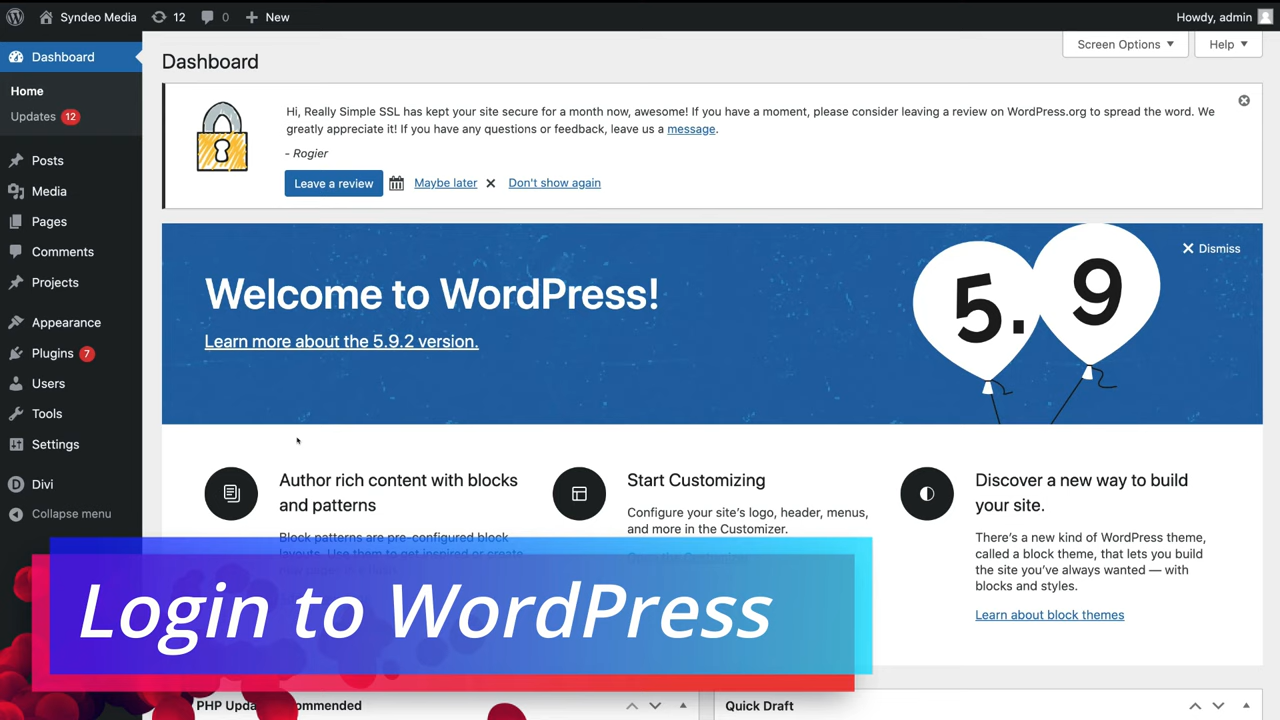 Syndeo Media
12
0
New
Howdy, admin
Dashboard
Home
Updates 12
Posts
Media
Pages
Comments
Projects
Appearance
Plugins 7
Users
Tools
Settings
Divi
Collapse menu
Screen Options
Help
Dashboard
Hi, Really Simple SSL has kept your site secure for a month now, awesome! If you have a moment, please consider leaving a review on WordPress.org to spread the word. We
greatly appreciate it! If you have any questions or feedback, leave us a message.
- Rogier
Leave a review
Maybe later
Don't show again
Welcome to WordPress!
Learn more about the 5.9.2 version.
5.9
Dismiss
Author rich content with blocks
and patterns
Block patterns are pre-configured block
layouts. Use them to get inspired or create
Start Customizing
Configure your site's logo, header, menus,
and more in the Customizer.
Discover a new way to build
your site.
There's a new kind of WordPress theme,
called a block theme, that lets you build
the site you've always wanted — with
blocks and styles.
Learn about block themes
Login to WordPress
Quick Draft